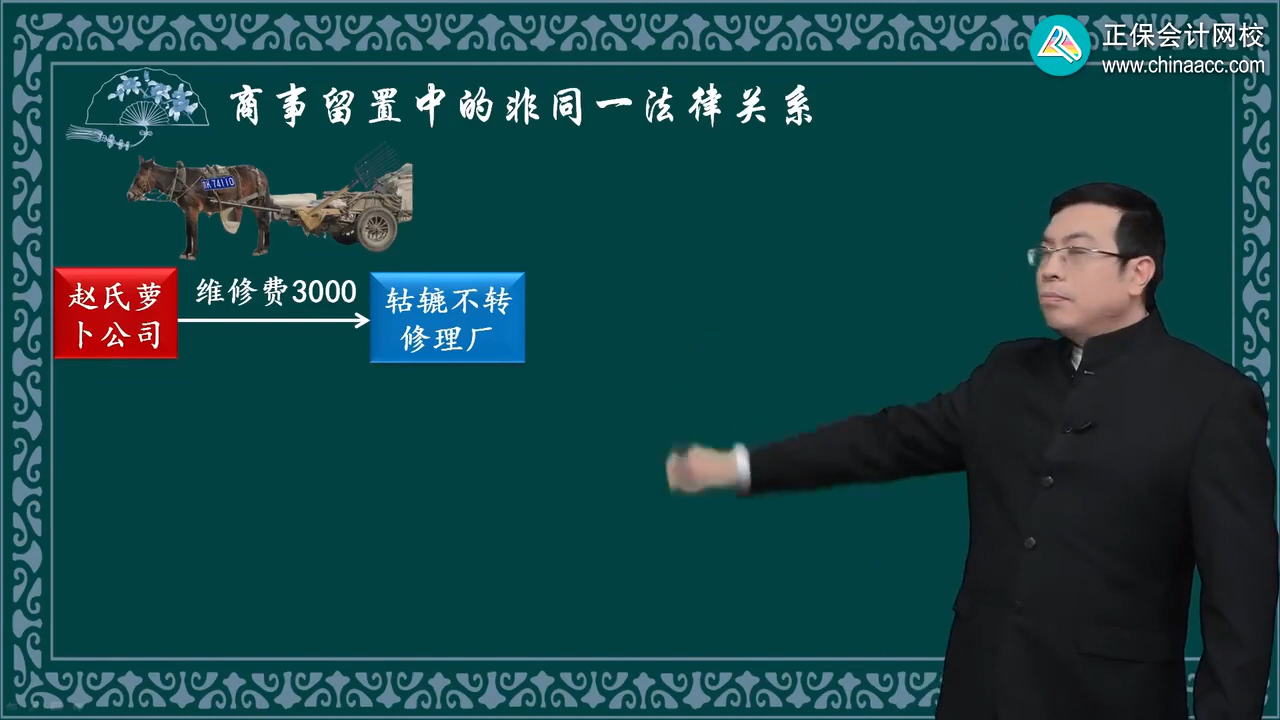 正保会计网校
www.chinaacc.com
商事留置中的非同一法律关系
74110
赵氏萝
卜公司
维修费3000
轱辘不转
修理厂